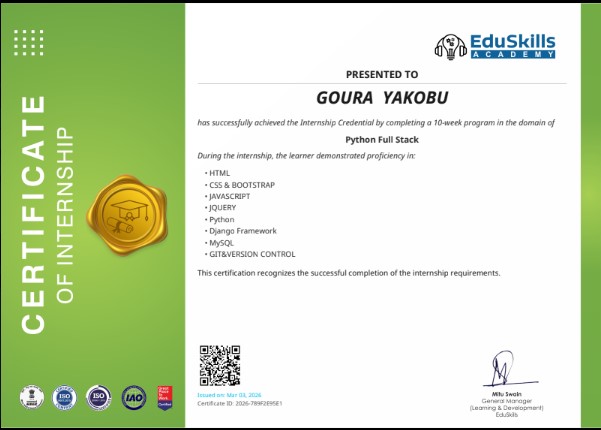 CERTIFICATE
OF INTERNSHIP
EduSkills
ACADEMY
PRESENTED TO
GOURA YAKOBU
has successfully achieved the Internship Credential by completing a 10-week program in the domain of
Python Full Stack
During the internship, the learner demonstrated proficiency in:
• HTML
• CSS & BOOTSTRAP
• JAVASCRIPT
• JQUERY
• Python
• Django Framework
• MySQL
• GIT&VERSION CONTROL
This certification recognizes the successful completion of the internship requirements.
Issued on: Mar 03, 2026
Certificate ID: 2026-789F2E95E1
Mitu Swain
General Manager
(Learning & Development)
EduSkills
ISO
ISO
IAO
Great
Place
To
Work